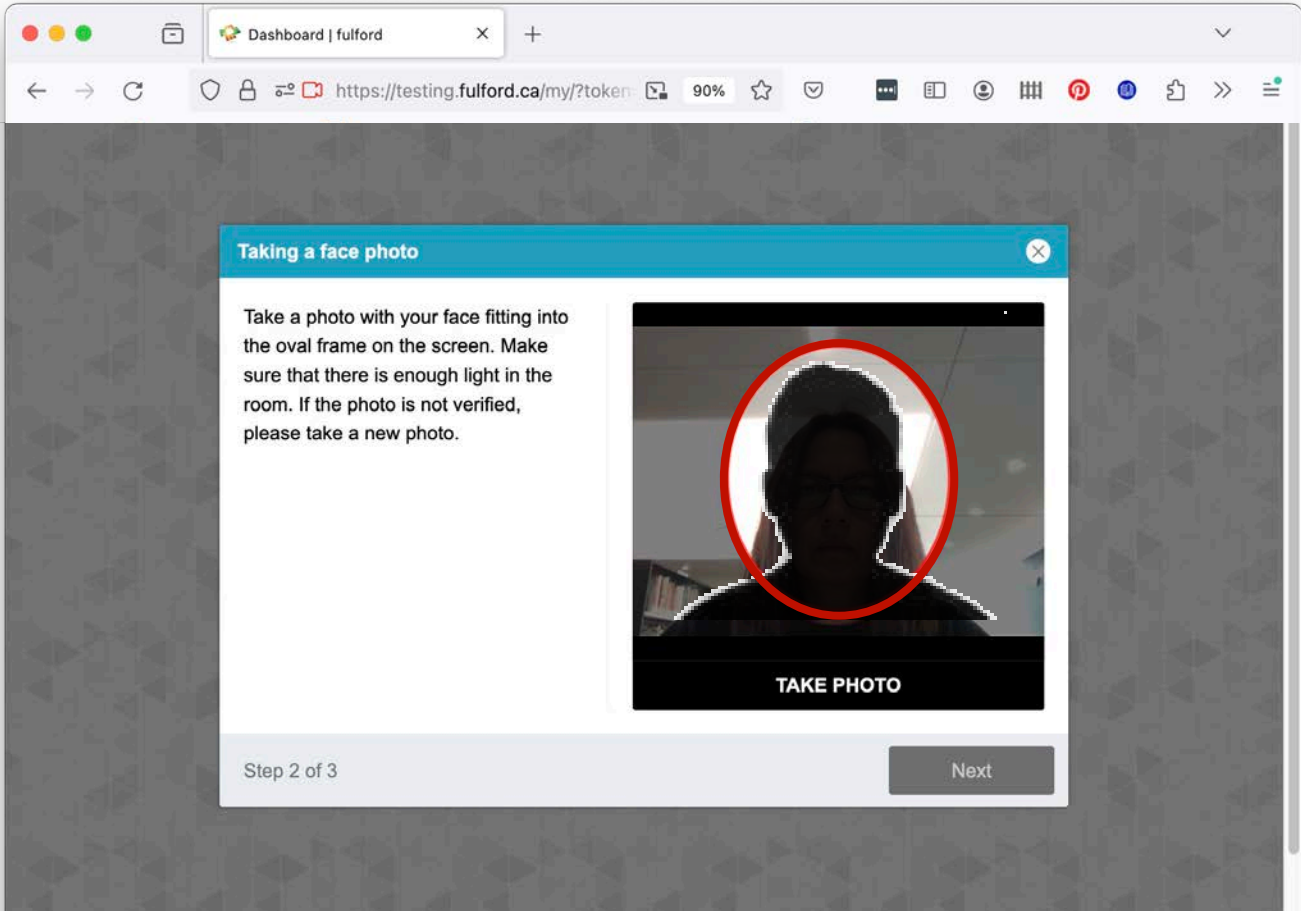 Dashboard | fulford
https://testing.fulford.ca/my/?token
90%
Taking a face photo
Take a photo with your face fitting into
the oval frame on the screen. Make
sure that there is enough light in the
room. If the photo is not verified,
please take a new photo.
TAKE PHOTO
Step 2 of 3
Next